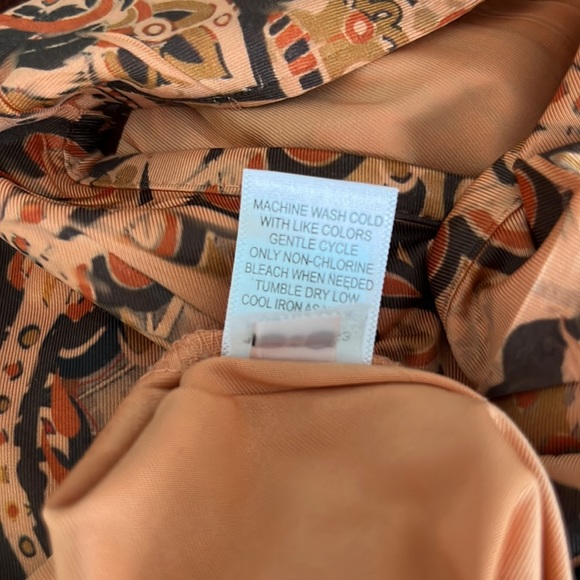 MACHINE WASH COLD
WITH LIKE COLORS
GENTLE CYCLE
ONLY NON-CHLORINE
BLEACH WHEN NEEDED
TUMBLE DRY LOW
COOL IRON AS